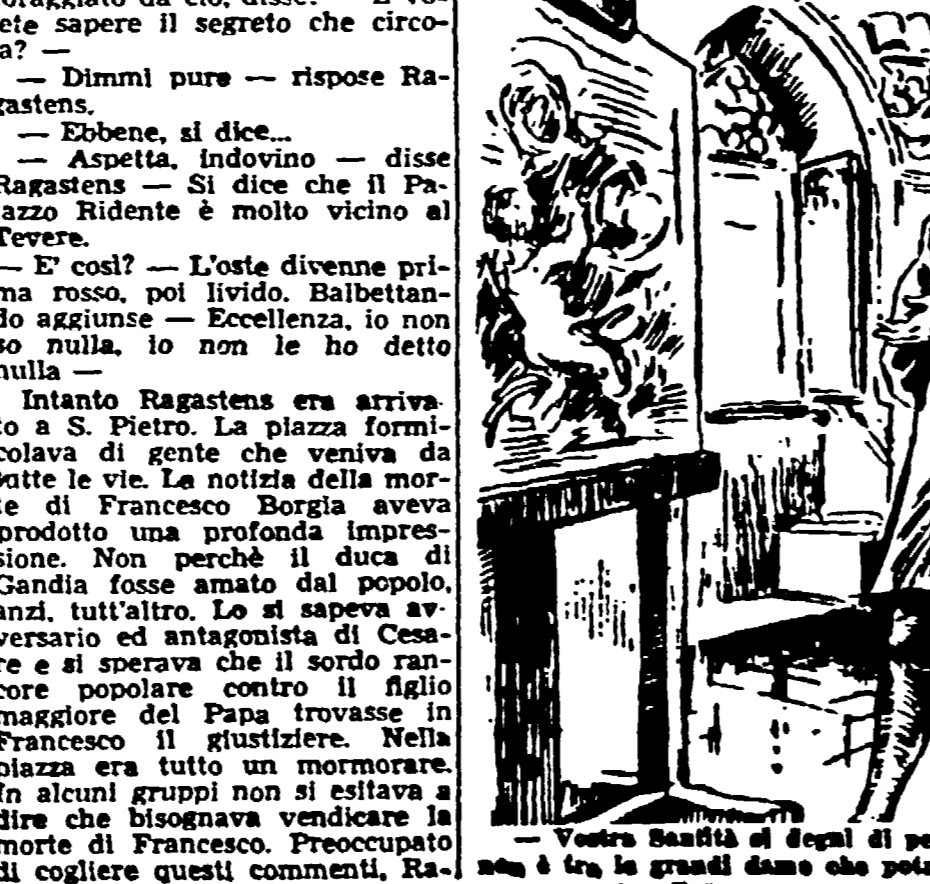 ete sapere il segreto che circo-
a? —
— Dimmi pure — rispose Ra-
gastens.
— Ebbene, si dice...
— Aspetta, indovino — disse
Ragastens — Si dice che il Pa-
azzo Ridente è molto vicino al
Tevere.
— E' così? — L'oste divenne pri-
ma rosso, poi livido. Balbettan-
do aggiunse — Eccellenza, io non
so nulla, io non le ho detto
nulla —
Intanto Ragastens era arriva-
to a S. Pietro. La piazza formi-
colava di gente che veniva da
tutte le vie. La notizia della mor-
te di Francesco Borgia aveva
prodotto una profonda impres-
sione. Non perchè il duca di
Gandia fosse amato dal popolo,
anzi, tutt'altro. Lo si sapeva av-
versario ed antagonista di Cesa-
re e si sperava che il sordo ran-
core popolare contro il figlio
maggiore del Papa trovasse in
Francesco il giustiziere. Nella
piazza era tutto un mormorare.
In alcuni gruppi non si esitava a
dire che bisognava vendicare la
morte di Francesco. Preoccupato
di cogliere questi commenti, Ra-
— Vostra Santità si degni di pe
non è tra le grandi dame che potr